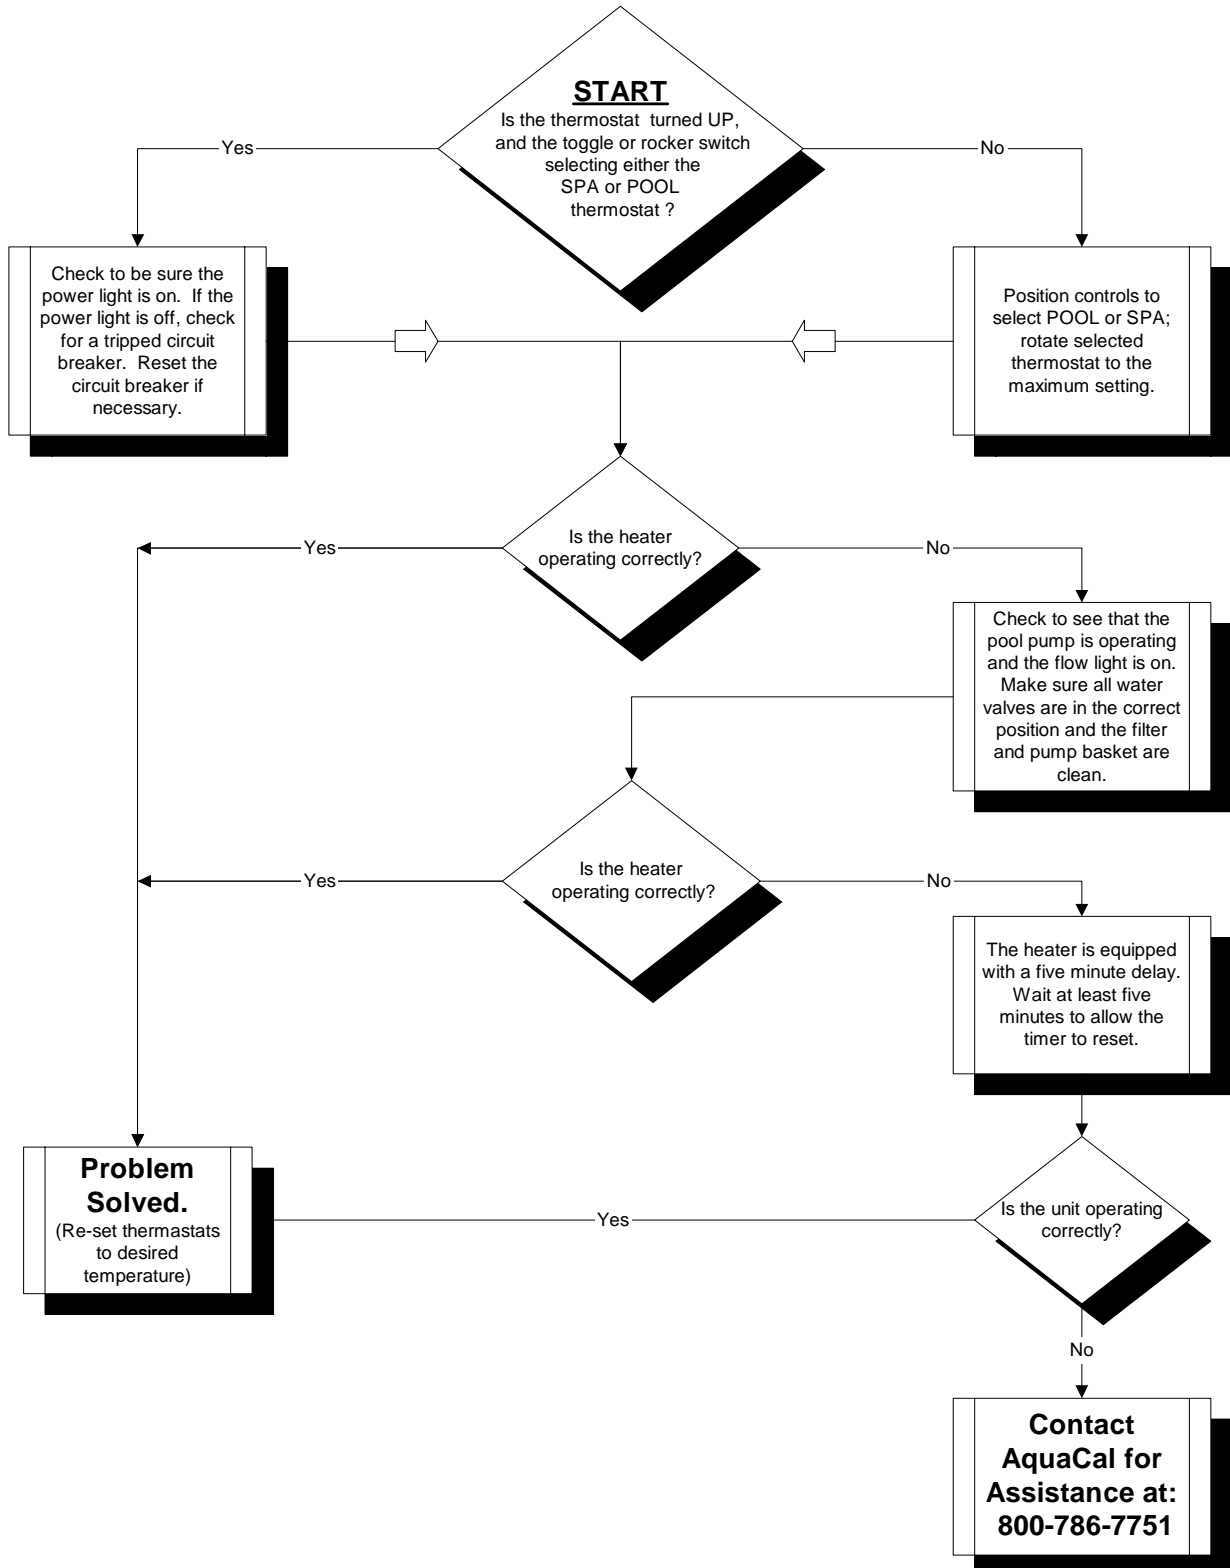 START
Is the thermostat turned UP,
and the toggle or rocker switch
selecting either the
SPA or POOL
thermostat ?
Yes
No
Check to be sure the
power light is on. If the
power light is off, check
for a tripped circuit
breaker. Reset the
circuit breaker if
necessary.
Position controls to
select POOL or SPA;
rotate selected
thermostat to the
maximum setting.
Is the heater
operating correctly?
Yes
No
Check to see that the
pool pump is operating
and the flow light is on.
Make sure all water
valves are in the correct
position and the filter
and pump basket are
clean.
Is the heater
operating correctly?
Yes
No
The heater is equipped
with a five minute delay.
Wait at least five
minutes to allow the
timer to reset.
Problem
Solved.
(Re-set thermastats
to desired
temperature)
Yes
Is the unit operating
correctly?
No
Contact
AquaCal for
Assistance at:
800-786-7751